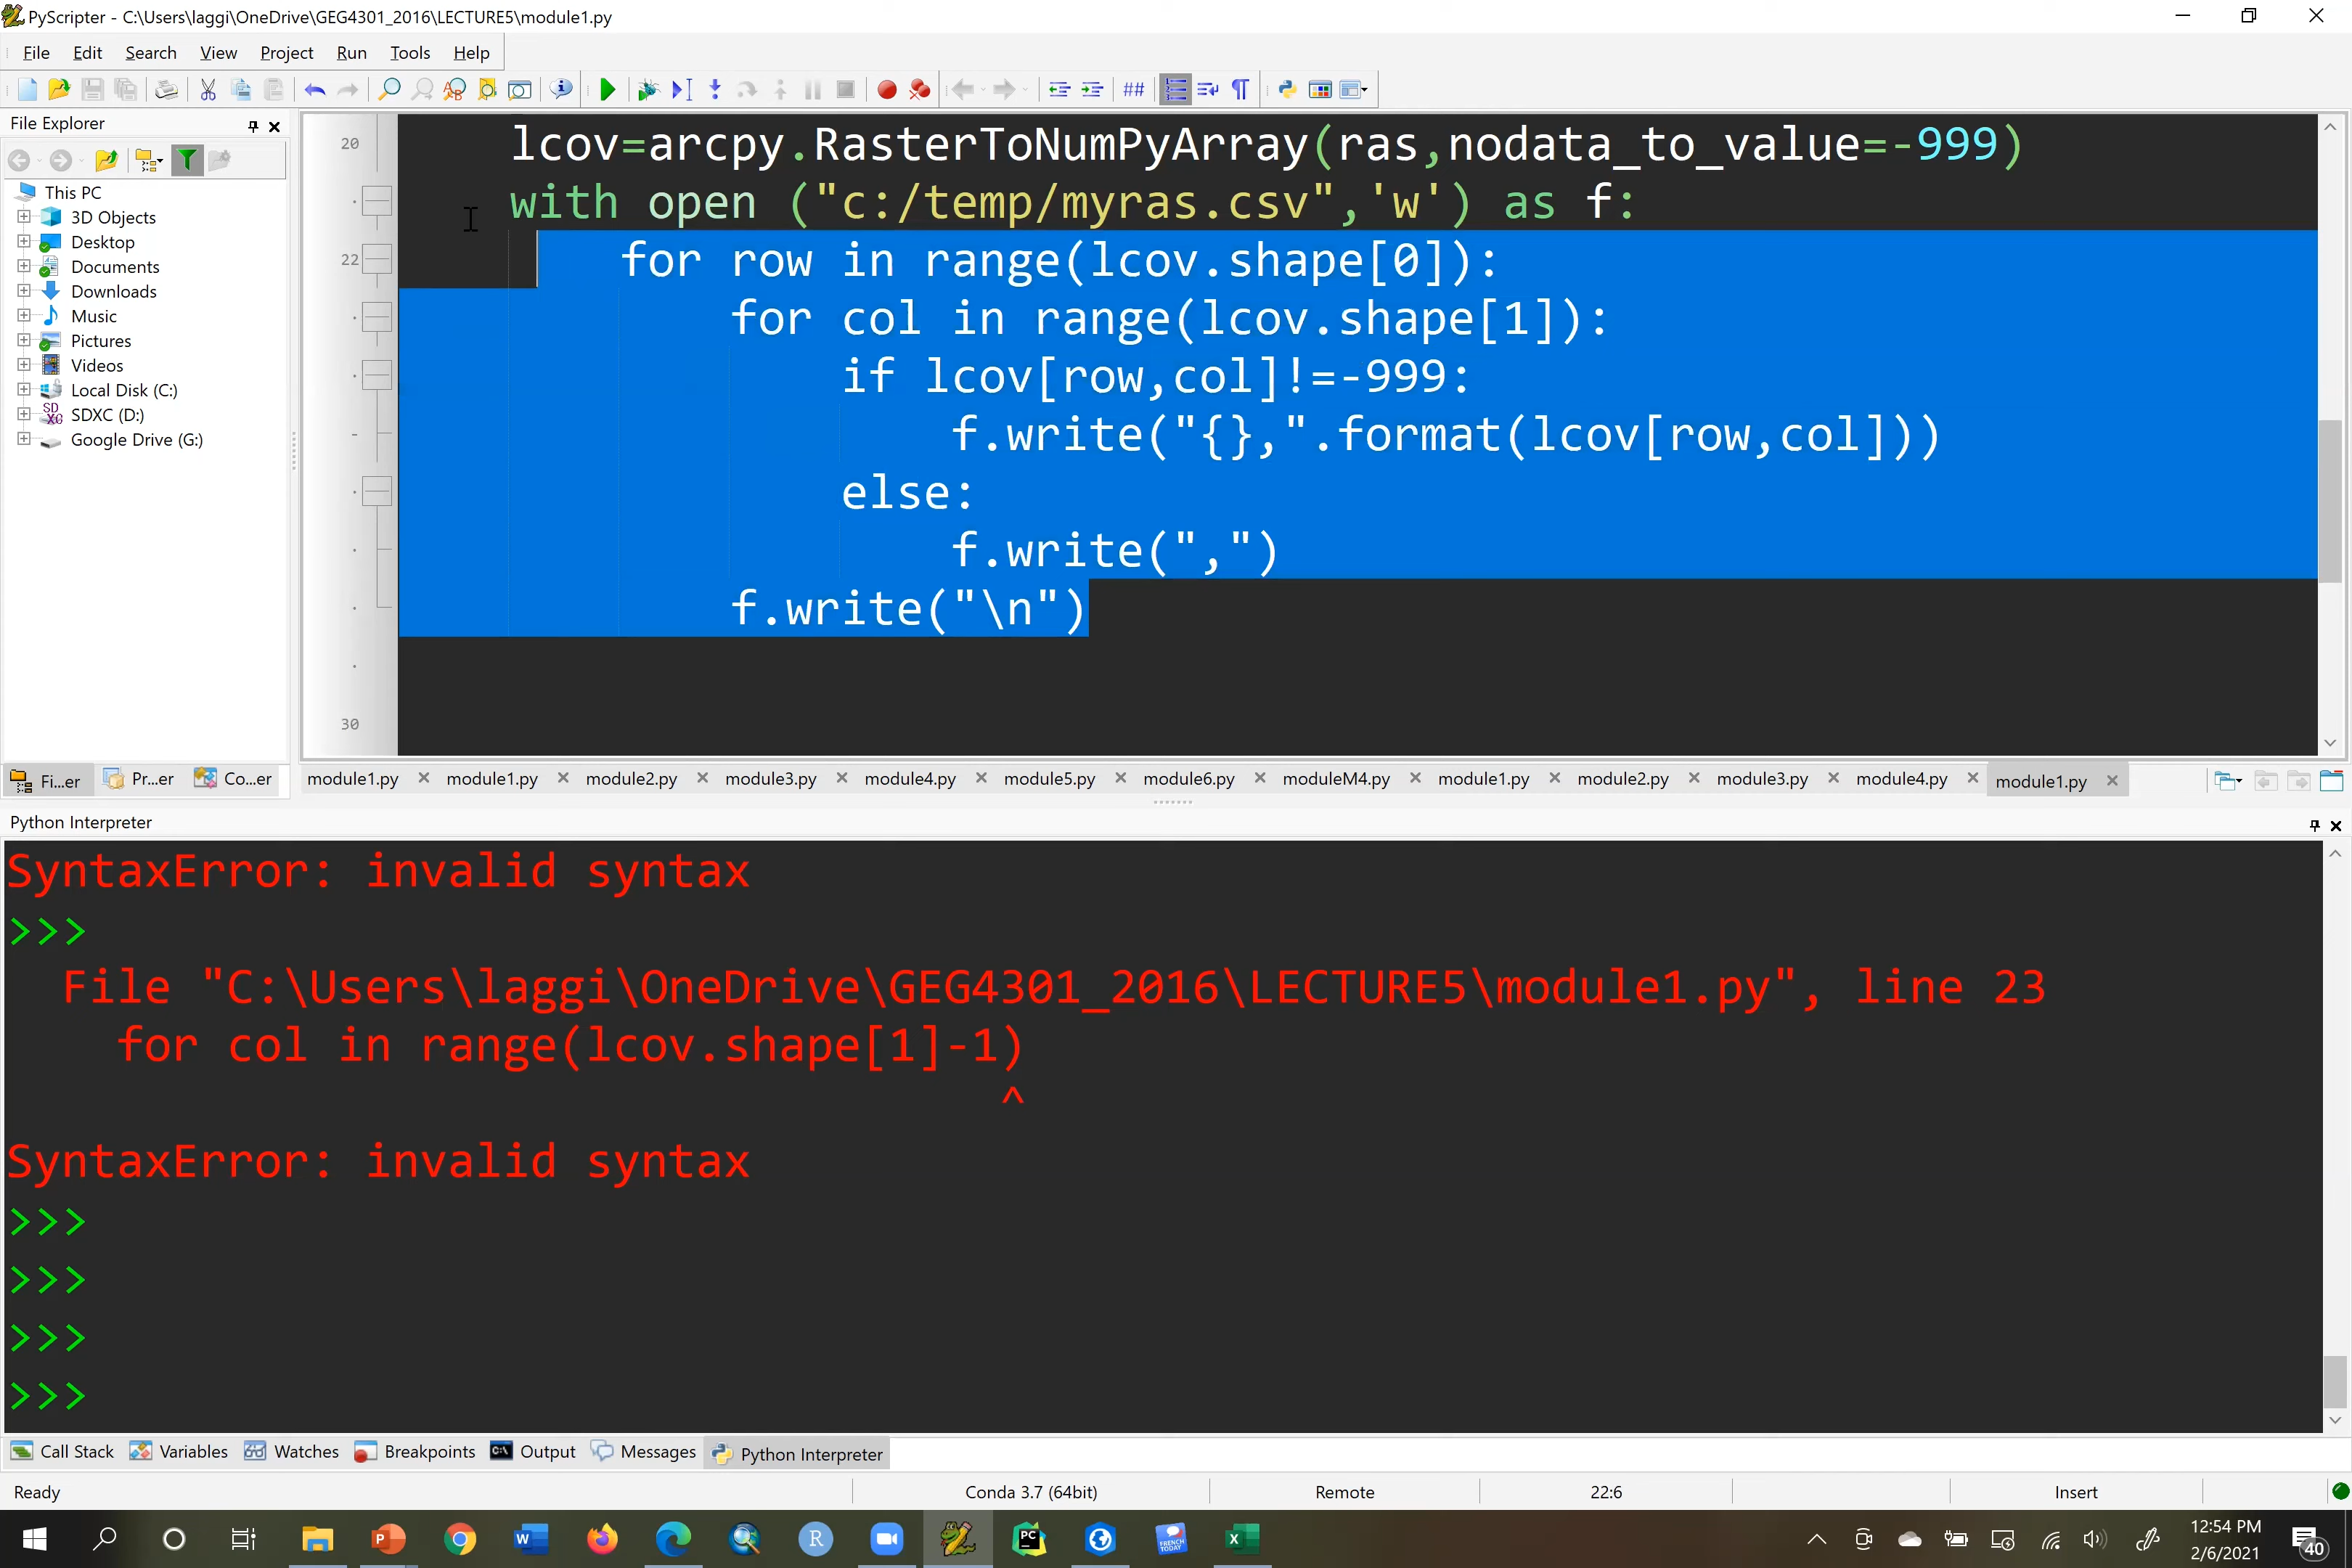 PyScripter - C:\Users\laggi\OneDrive\GEG4301_2016\LECTURE5\module1.py
File Edit Search View Project Run Tools Help
File Explorer
This PC
3D Objects
Desktop
Documents
Downloads
Music
Pictures
Videos
Local Disk (C:)
SDXC (D:)
Google Drive (G:)
Fi...er Pr...er Co...er
20 lcov=arcpy.RasterToNumPyArray(ras,nodata_to_value=-999)
with open ("c:/temp/myras.csv",'w') as f:
22 for row in range(lcov.shape[0]):
for col in range(lcov.shape[1]):
if lcov[row,col]!=-999:
f.write("{},".format(lcov[row,col]))
else:
f.write(",")
f.write("\n")
30
module1.py module1.py module2.py module3.py module4.py module5.py module6.py moduleM4.py module1.py module2.py module3.py module4.py module1.py
Python Interpreter
SyntaxError: invalid syntax
>>>
File "C:\Users\laggi\OneDrive\GEG4301_2016\LECTURE5\module1.py", line 23
for col in range(lcov.shape[1]-1)
^
SyntaxError: invalid syntax
>>>
>>>
>>>
>>>
Call Stack Variables Watches Breakpoints Output Messages Python Interpreter
Ready Conda 3.7 (64bit) Remote 22:6 Insert
12:54 PM
2/6/2021
40